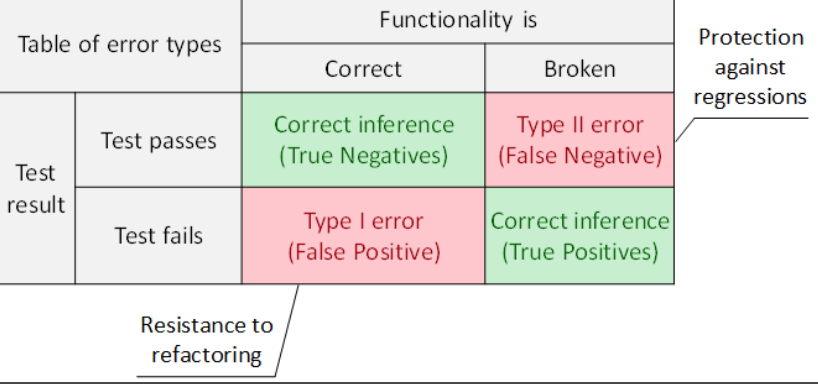 Table of error types
Functionality is
Correct
Broken
Protection
against
regressions
Test
result
Test passes
Correct inference
(True Negatives)
Type II error
(False Negative)
Test fails
Type I error
(False Positive)
Correct inference
(True Positives)
Resistance to
refactoring